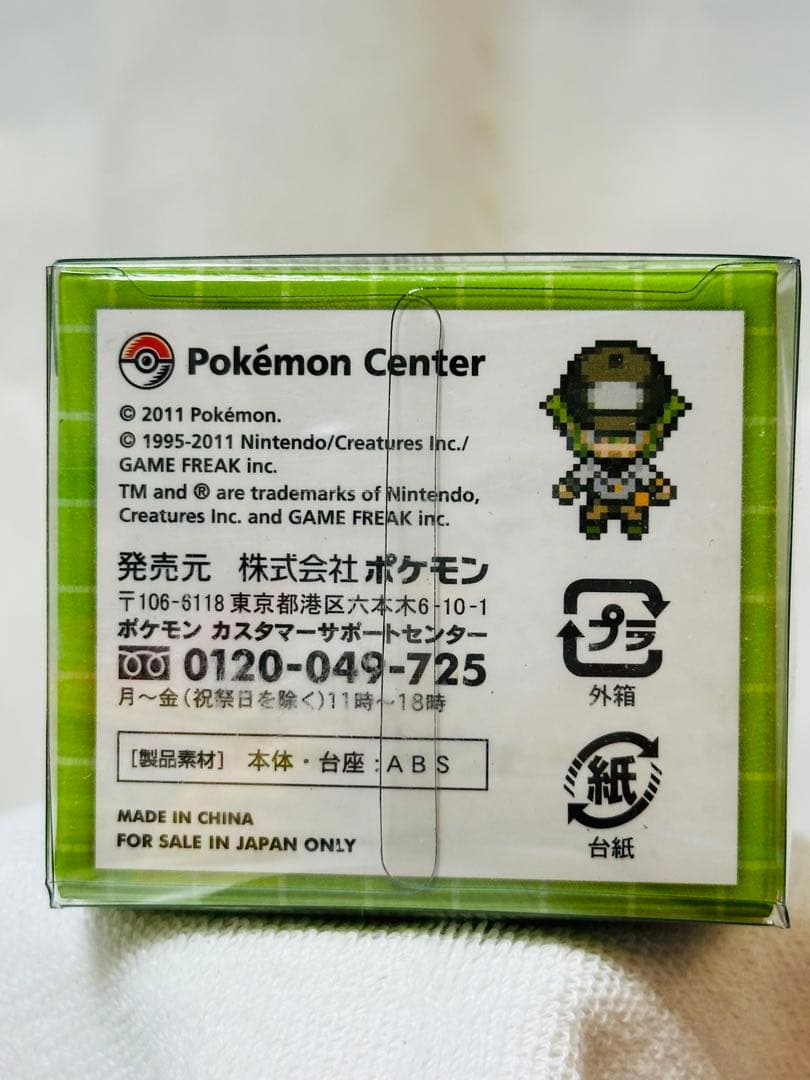 Pokémon Center
© 2011 Pokémon.
© 1995-2011 Nintendo/Creatures Inc./
GAME FREAK inc.
TM and ® are trademarks of Nintendo,
Creatures Inc. and GAME FREAK inc.
発売元 株式会社 ポケモン
〒106-6118 東京都港区六本木6-10-1
ポケモン カスタマーサポートセンター
0120-049-725
月～金(祝祭日を除く)11時～18時
[製品素材] 本体・台座:ABS
MADE IN CHINA
FOR SALE IN JAPAN ONLY
プラ
外箱
紙
台紙